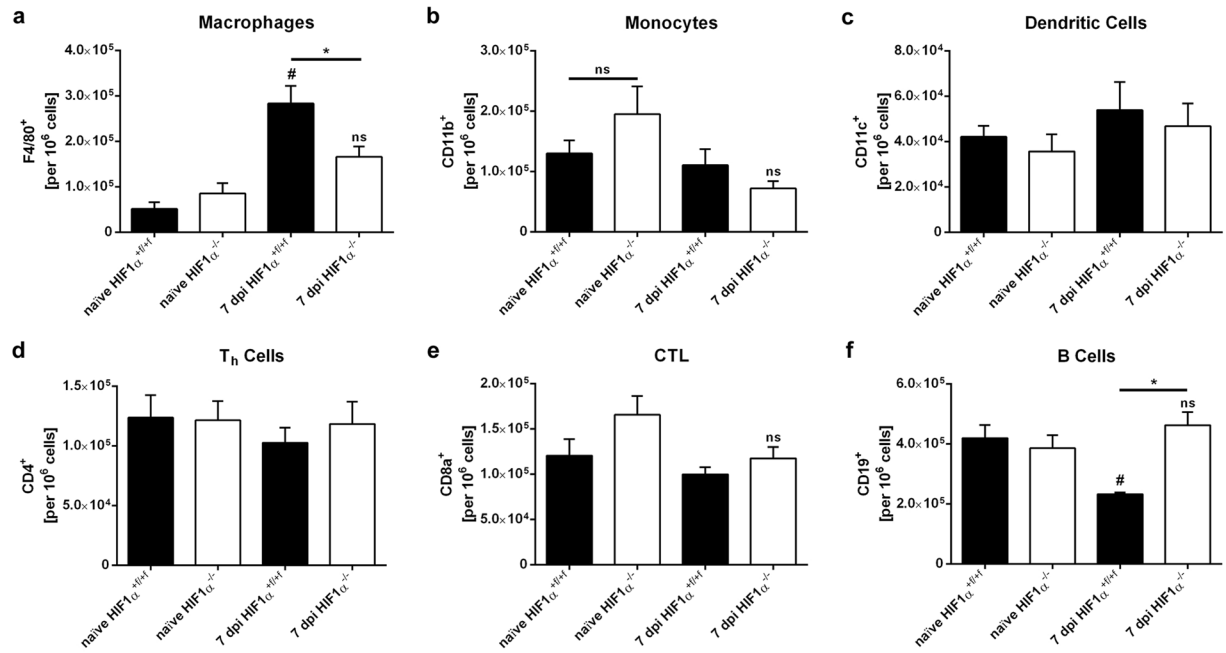 a
Macrophages
F4/80⁺
[per 10⁶ cells]
4.0×10⁵
3.0×10⁵
2.0×10⁵
1.0×10⁵
0
#
*
ns
naïve HIF1α⁺ᶠ/⁺ᶠ
naïve HIF1α⁻/⁻
7 dpi HIF1α⁺ᶠ/⁺ᶠ
7 dpi HIF1α⁻/⁻
b
Monocytes
CD11b⁺
[per 10⁶ cells]
3.0×10⁵
2.0×10⁵
1.0×10⁵
0
ns
ns
naïve HIF1α⁺ᶠ/⁺ᶠ
naïve HIF1α⁻/⁻
7 dpi HIF1α⁺ᶠ/⁺ᶠ
7 dpi HIF1α⁻/⁻
c
Dendritic Cells
CD11c⁺
[per 10⁶ cells]
8.0×10⁴
6.0×10⁴
4.0×10⁴
2.0×10⁴
0
naïve HIF1α⁺ᶠ/⁺ᶠ
naïve HIF1α⁻/⁻
7 dpi HIF1α⁺ᶠ/⁺ᶠ
7 dpi HIF1α⁻/⁻
d
Tₕ Cells
CD4⁺
[per 10⁶ cells]
1.5×10⁵
1.0×10⁵
5.0×10⁴
0
naïve HIF1α⁺ᶠ/⁺ᶠ
naïve HIF1α⁻/⁻
7 dpi HIF1α⁺ᶠ/⁺ᶠ
7 dpi HIF1α⁻/⁻
e
CTL
CD8a⁺
[per 10⁶ cells]
2.0×10⁵
1.5×10⁵
1.0×10⁵
5.0×10⁴
0
ns
naïve HIF1α⁺ᶠ/⁺ᶠ
naïve HIF1α⁻/⁻
7 dpi HIF1α⁺ᶠ/⁺ᶠ
7 dpi HIF1α⁻/⁻
f
B Cells
CD19⁺
[per 10⁶ cells]
6.0×10⁵
4.0×10⁵
2.0×10⁵
0
#
*
ns
naïve HIF1α⁺ᶠ/⁺ᶠ
naïve HIF1α⁻/⁻
7 dpi HIF1α⁺ᶠ/⁺ᶠ
7 dpi HIF1α⁻/⁻